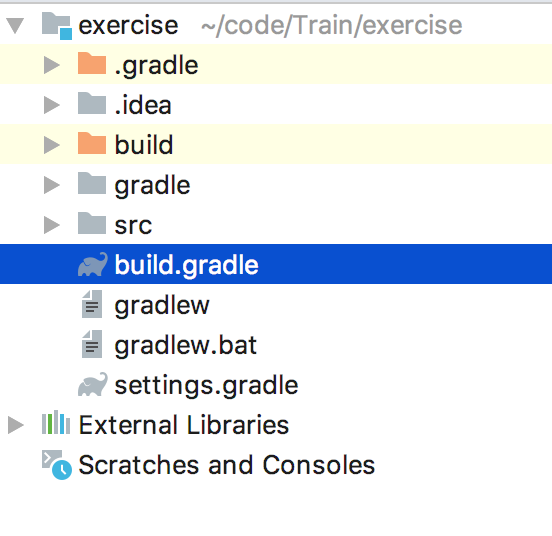 exercise ~/code/Train/exercise
.gradle
.idea
build
gradle
src
build.gradle
gradlew
gradlew.bat
settings.gradle
External Libraries
Scratches and Consoles